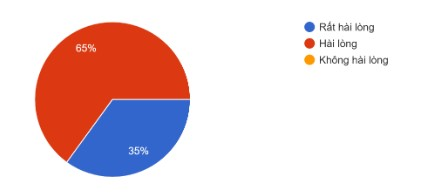 65%
35%
Rất hài lòng
Hài lòng
Không hài lòng